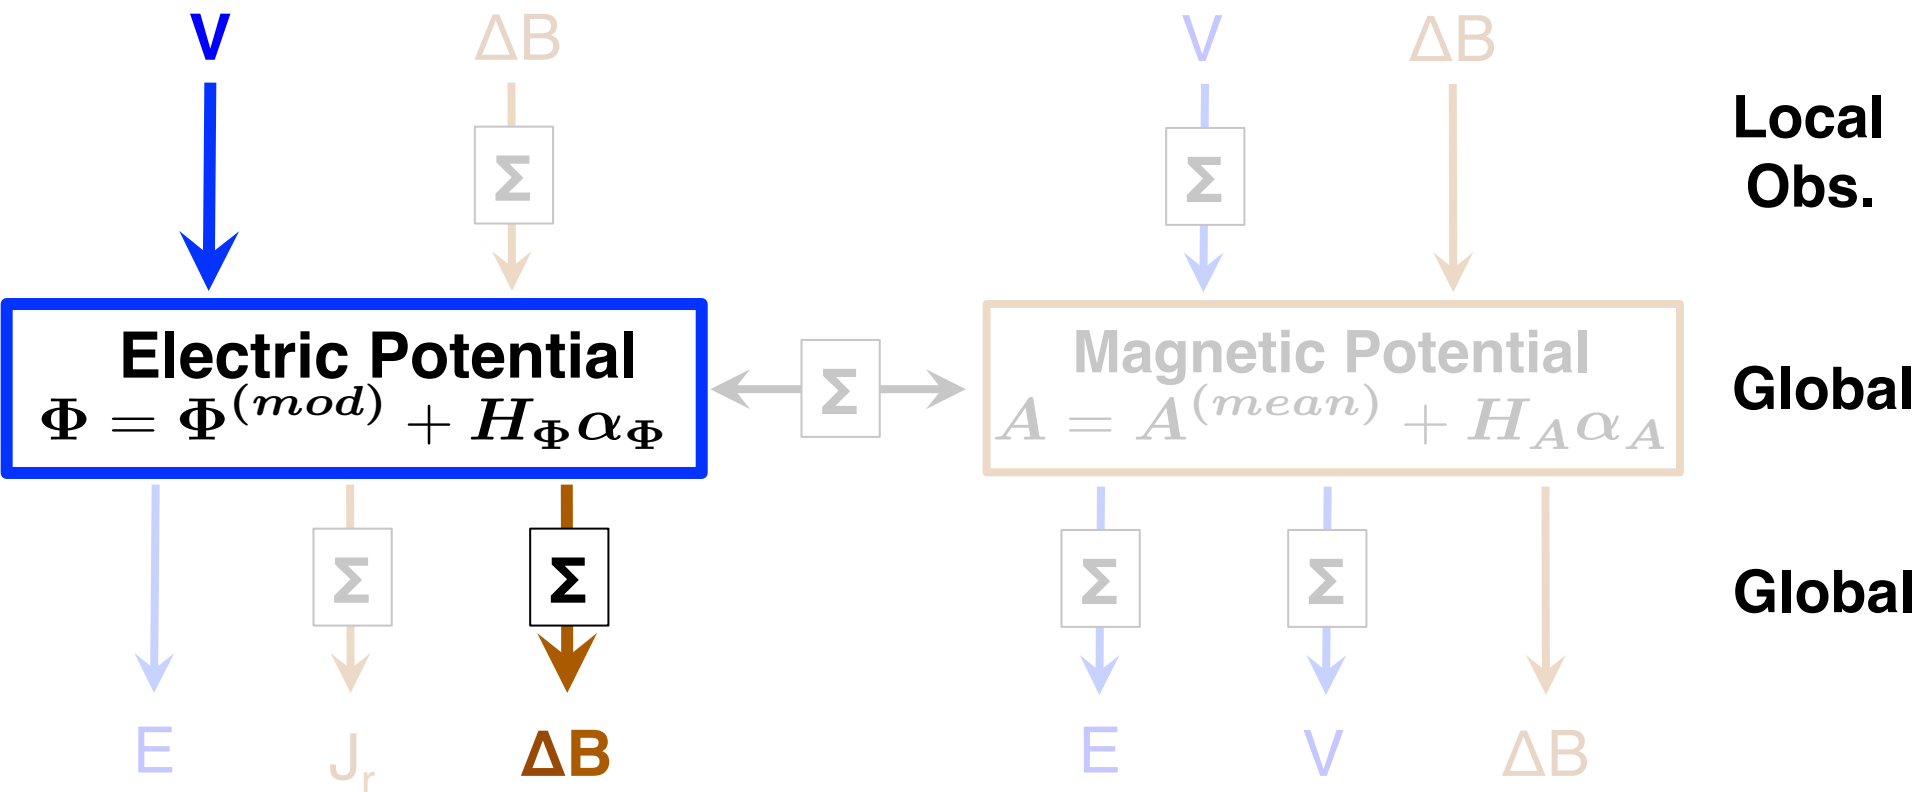 V ΔB V ΔB
Local
Obs.
Σ Σ
Electric Potential
Φ = Φ^(mod) + H_Φ α_Φ
Σ
Magnetic Potential
A = A^(mean) + H_A α_A
Global
Σ Σ Σ Σ
Global
E J_r ΔB E V ΔB